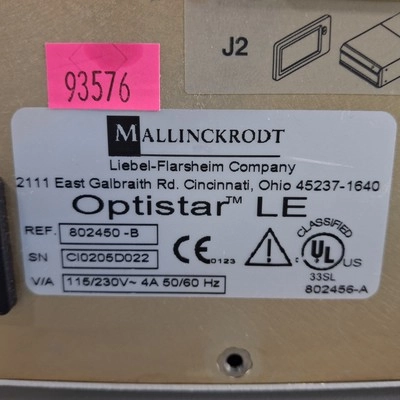 J2
93576
MALLINCKRODT
Liebel-Flarsheim Company
2111 East Galbraith Rd. Cincinnati, Ohio 45237-1640
Optistar™ LE
REF. 802450 -B
SN CI0205D022
V/A 115/230V~ 4A 50/60 Hz
CE 0123
CLASSIFIED
UL US
33SL
802456-A